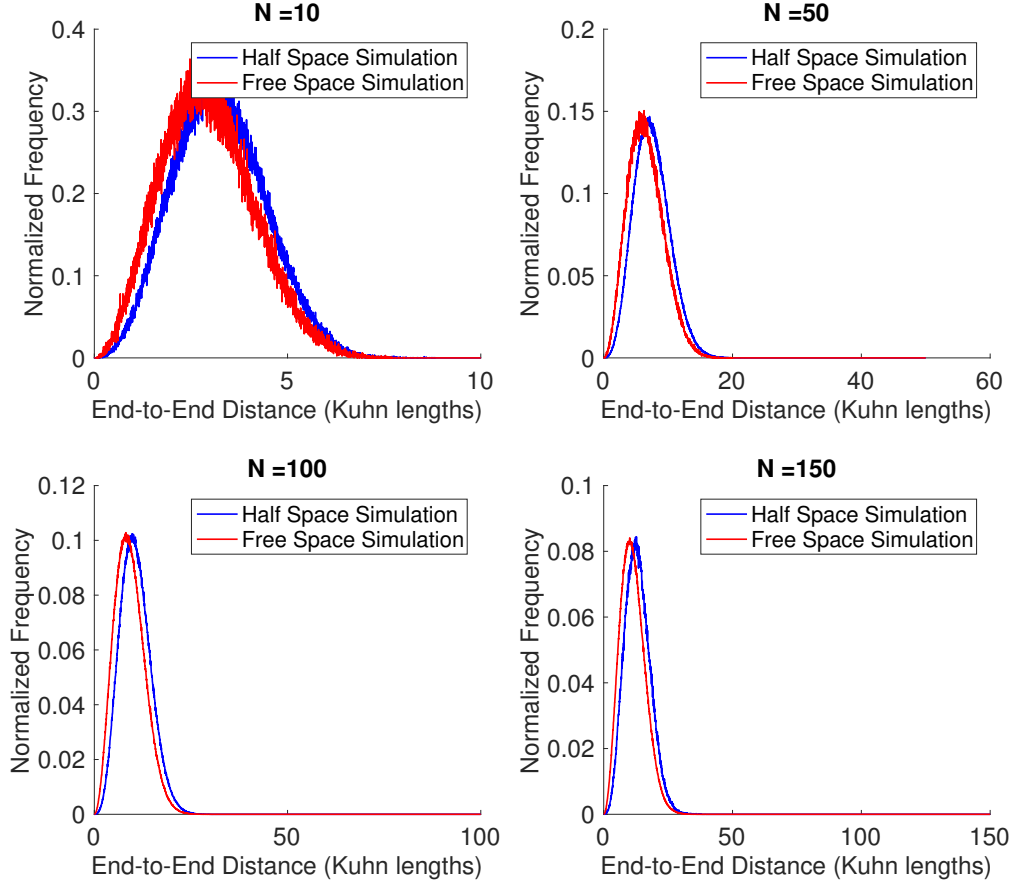 N =10
0.4
0.3
0.2
0.1
0
0
5
10
Normalized Frequency
End-to-End Distance (Kuhn lengths)
Half Space Simulation
Free Space Simulation
N =50
0.2
0.15
0.1
0.05
0
0
20
40
60
Normalized Frequency
End-to-End Distance (Kuhn lengths)
Half Space Simulation
Free Space Simulation
N =100
0.12
0.1
0.08
0.06
0.04
0.02
0
0
50
100
Normalized Frequency
End-to-End Distance (Kuhn lengths)
Half Space Simulation
Free Space Simulation
N =150
0.1
0.08
0.06
0.04
0.02
0
0
50
100
150
Normalized Frequency
End-to-End Distance (Kuhn lengths)
Half Space Simulation
Free Space Simulation